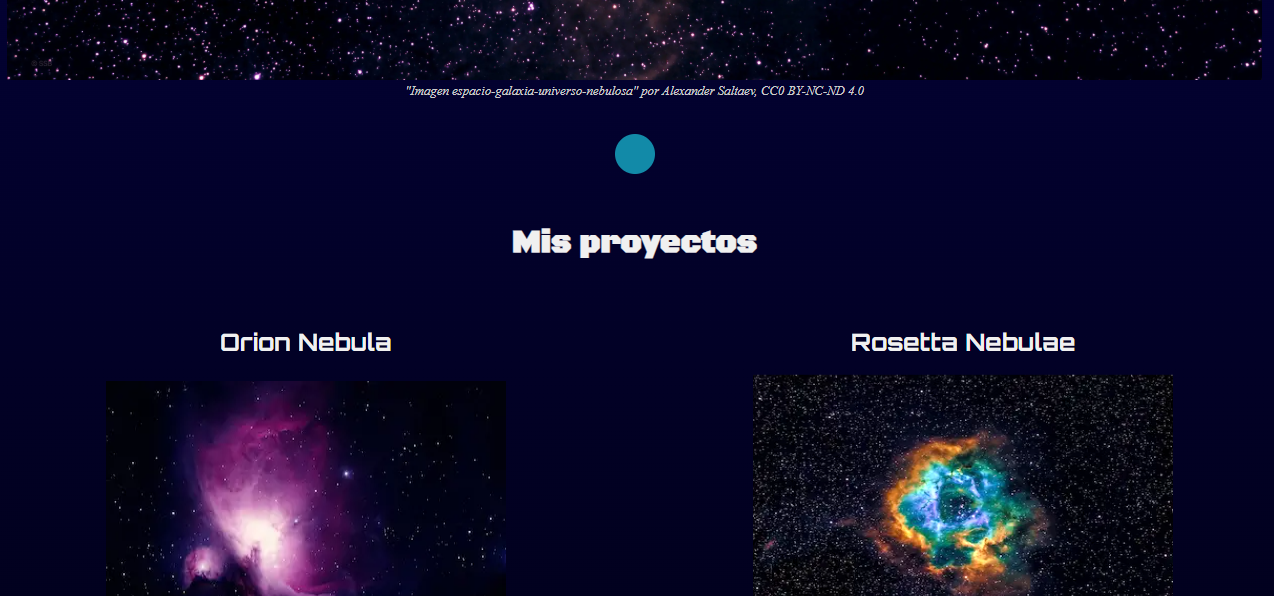 "Imagen espacio-galaxia-universo-nebulosa" por Alexander Saltaev, CC0 BY-NC-ND 4.0
Mis proyectos
Orion Nebula
Rosetta Nebulae